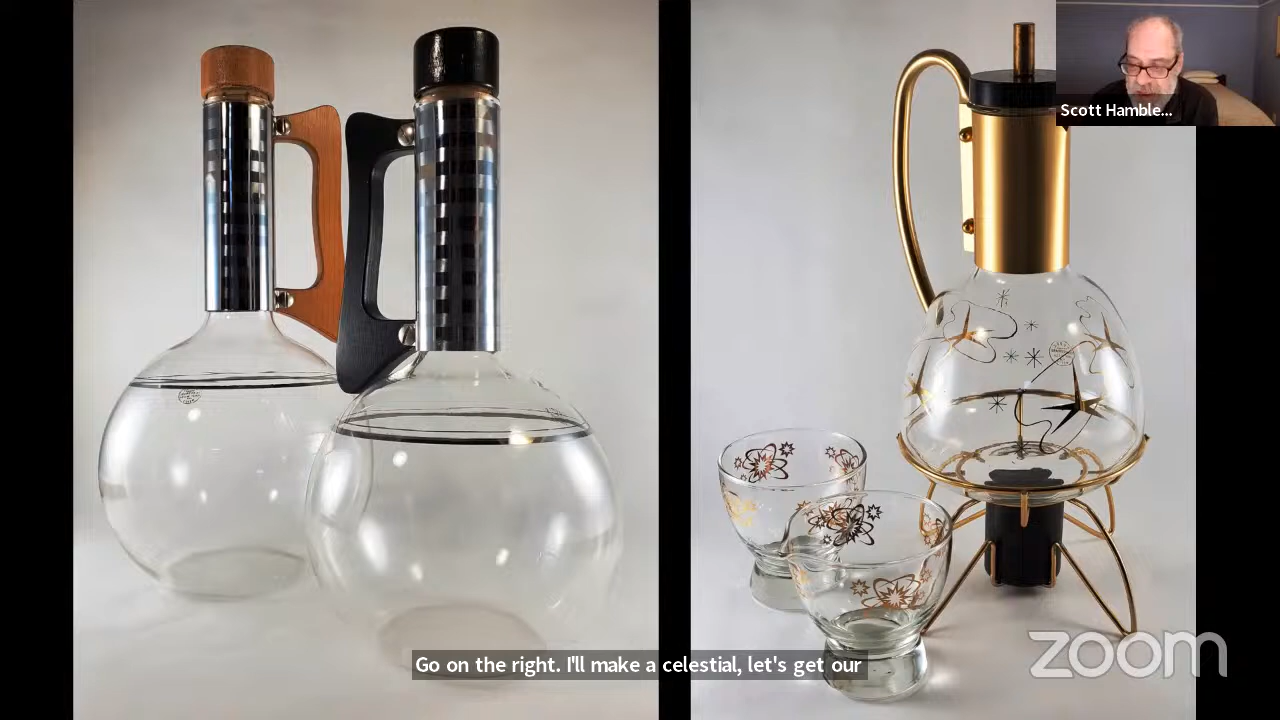 Scott Hamble...
Go on the right. I'll make a celestial, let's get our
zoom